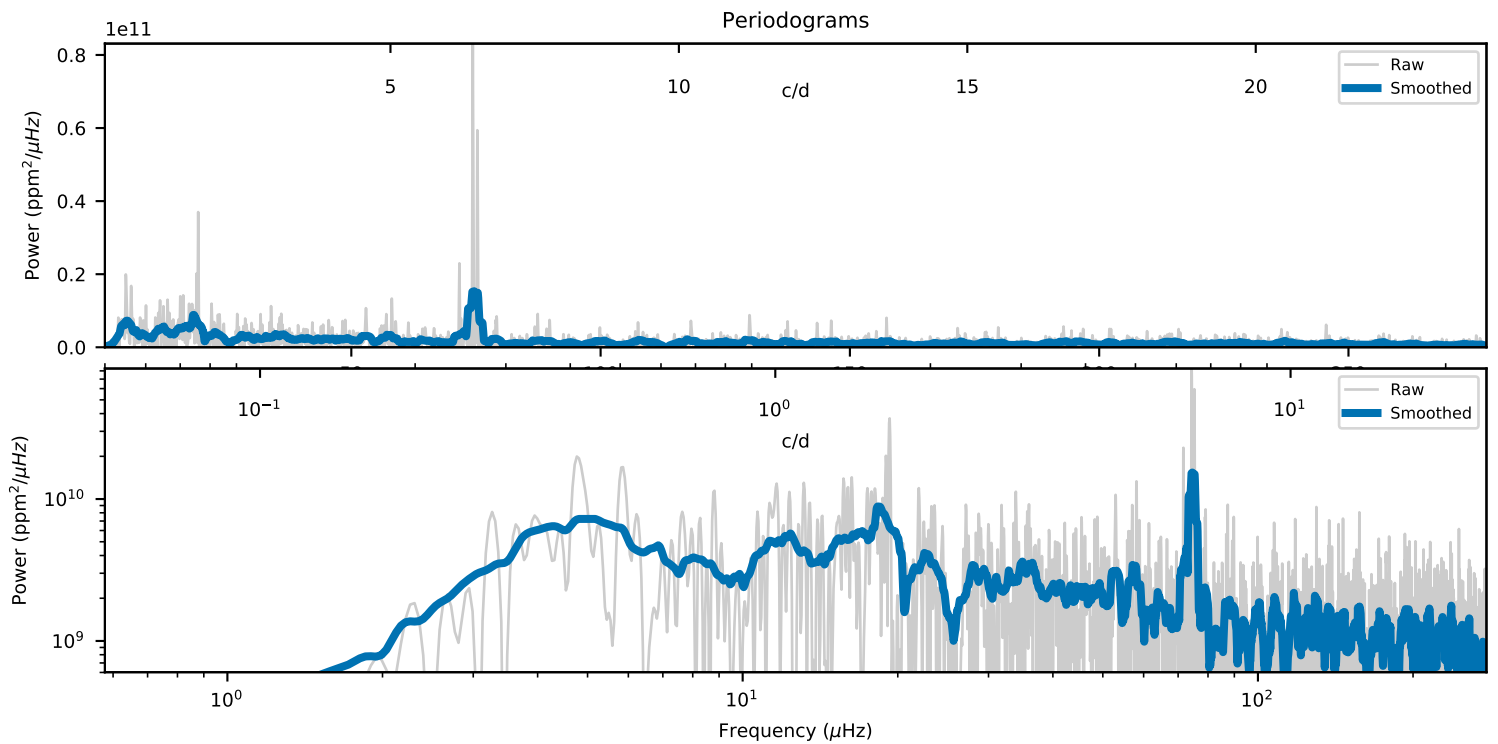 Periodograms
1e11
0.8
0.6
0.4
0.2
0.0
Power (ppm²/μHz)
5
10
c/d
15
20
Raw
Smoothed
10⁻¹
10⁰
10¹
c/d
Raw
Smoothed
10¹⁰
10⁹
Power (ppm²/μHz)
10⁰
10¹
10²
Frequency (μHz)